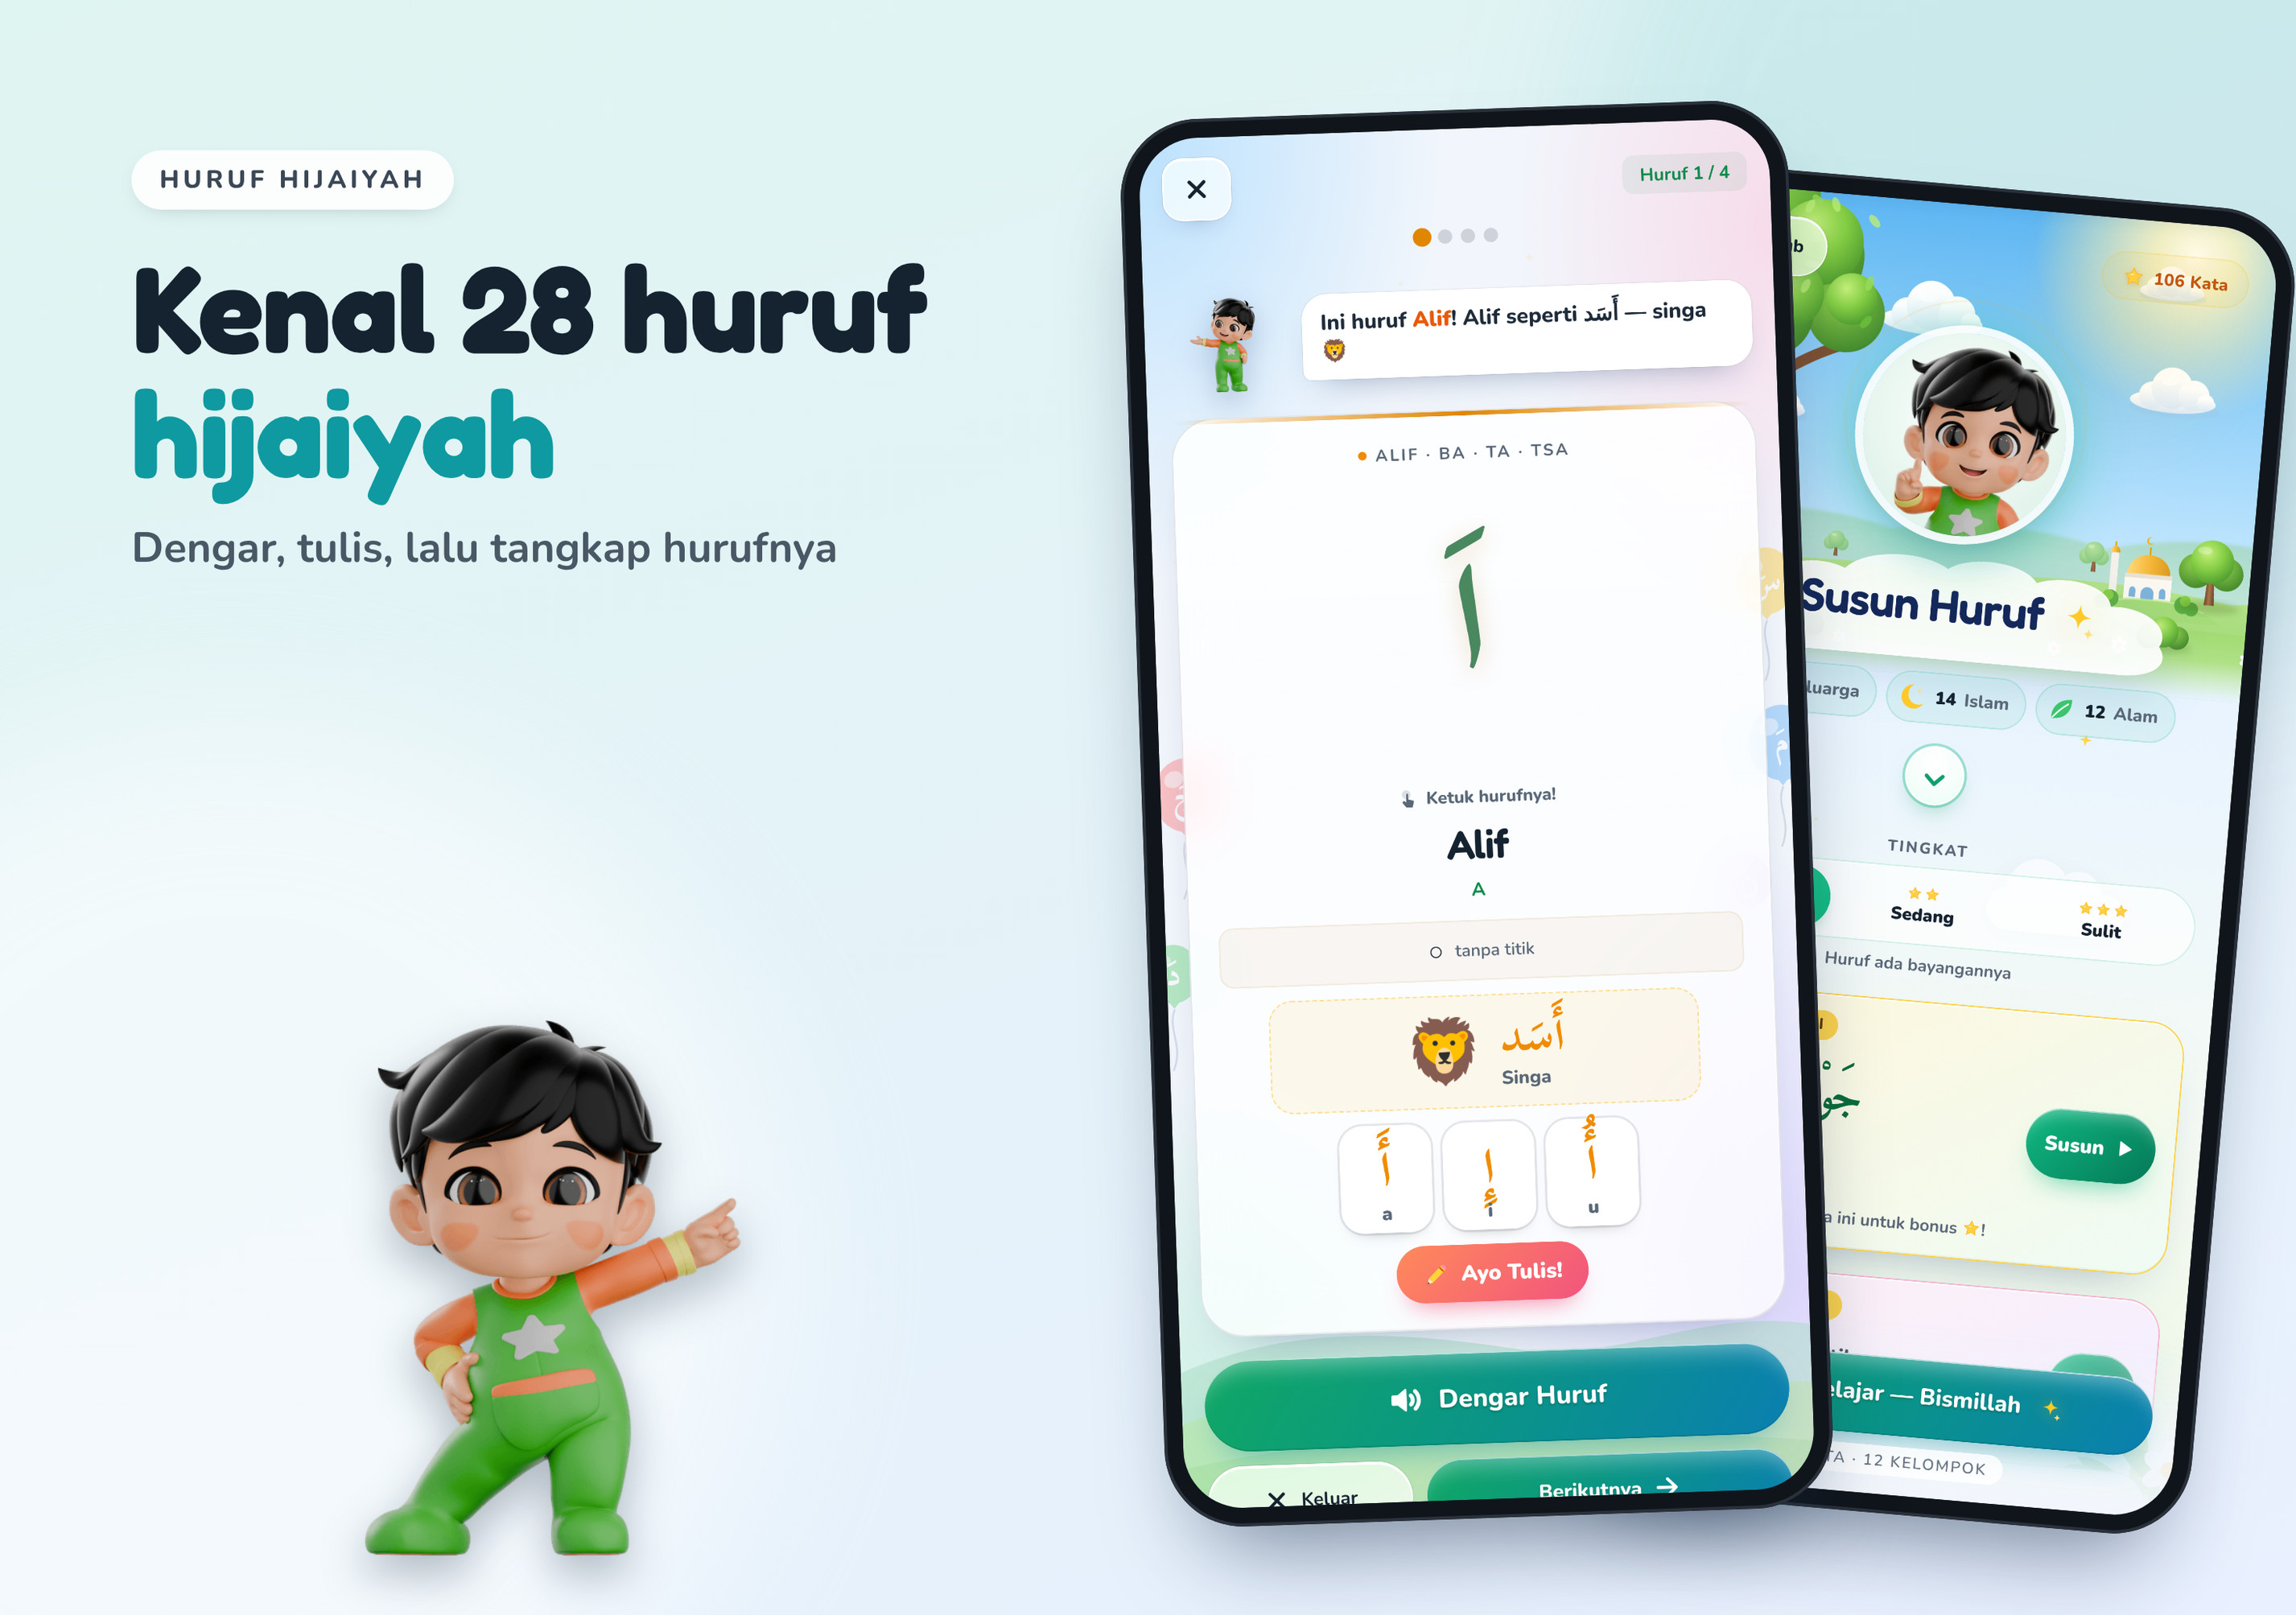 HURUF HIJAIYAH
Kenal 28 huruf
hijaiyah
Dengar, tulis, lalu tangkap hurufnya
Huruf 1 / 4
Ini huruf Alif! Alif seperti أَسَد — singa
🦁
ALIF · BA · TA · TSA
اَ
Ketuk hurufnya!
Alif
A
tanpa titik
أَسَد
Singa
أَ
a
إِ
i
أُ
u
Ayo Tulis!
Dengar Huruf
Keluar
Berikutnya
106 Kata
Susun Huruf
14 Islam
12 Alam
TINGKAT
Sedang
Sulit
Huruf ada bayangannya
Susun
ini untuk bonus ⭐!
— Bismillah
· 12 KELOMPOK